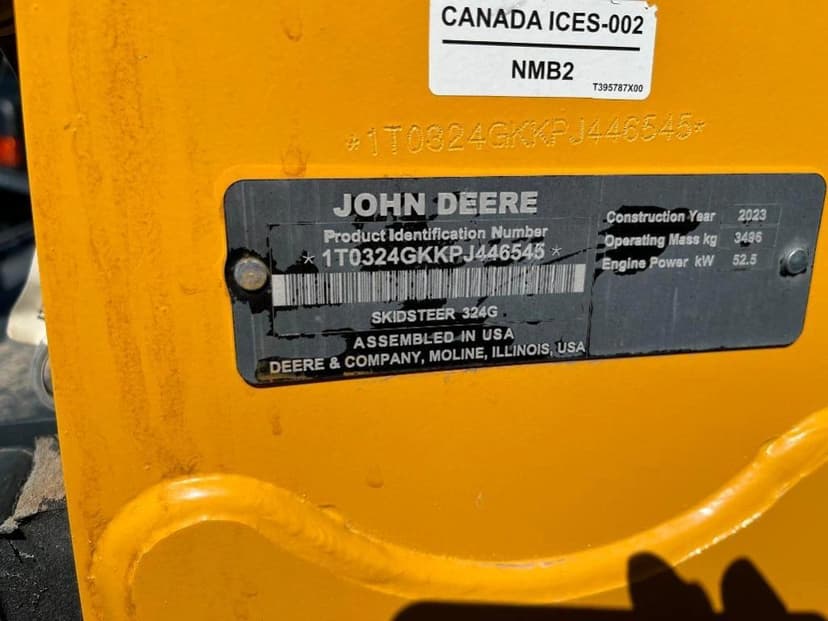 CANADA ICES-002
NMB2
T395787X00
*1T0324GKKPJ446545*
JOHN DEERE
Product Identification Number
* 1T0324GKKPJ446545 *
SKIDSTEER 324G
ASSEMBLED IN USA
DEERE & COMPANY, MOLINE, ILLINOIS, USA
Construction Year 2023
Operating Mass kg 3496
Engine Power kW 52.5